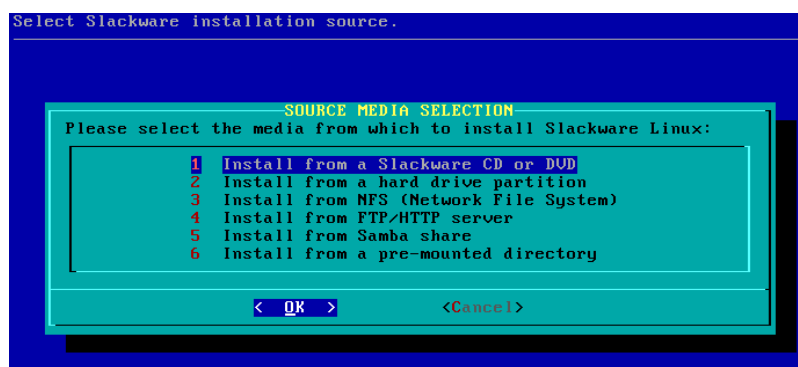 Select Slackware installation source.
SOURCE MEDIA SELECTION
Please select the media from which to install Slackware Linux:
1 Install from a Slackware CD or DVD
2 Install from a hard drive partition
3 Install from NFS (Network File System)
4 Install from FTP/HTTP server
5 Install from Samba share
6 Install from a pre-mounted directory
< OK > <Cancel>